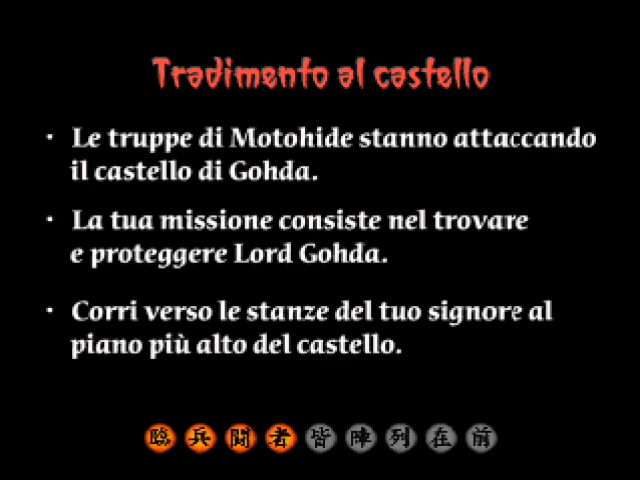 Tradimento al castello
· Le truppe di Motohide stanno attaccando
il castello di Gohda.
· La tua missione consiste nel trovare
e proteggere Lord Gohda.
· Corri verso le stanze del tuo signore al
piano più alto del castello.
臨 兵 闘 者 皆 陣 列 在 前